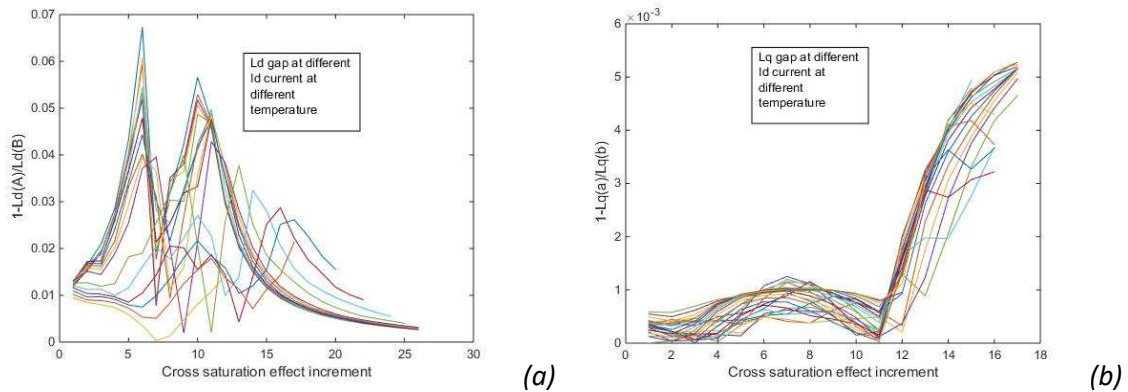 0.07
0.06
0.05
0.04
0.03
0.02
0.01
0
1-Ld(A)/Ld(B)
Ld gap at different
Id current at
different
temperature
0 5 10 15 20 25 30
Cross saturation effect increment
(a)
6 ×10-3
5
4
3
2
1
0
1-Lq(a)/Lq(b)
Lq gap at different
Id current at
different
temperature
0 2 4 6 8 10 12 14 16 18
Cross saturation effect increment
(b)